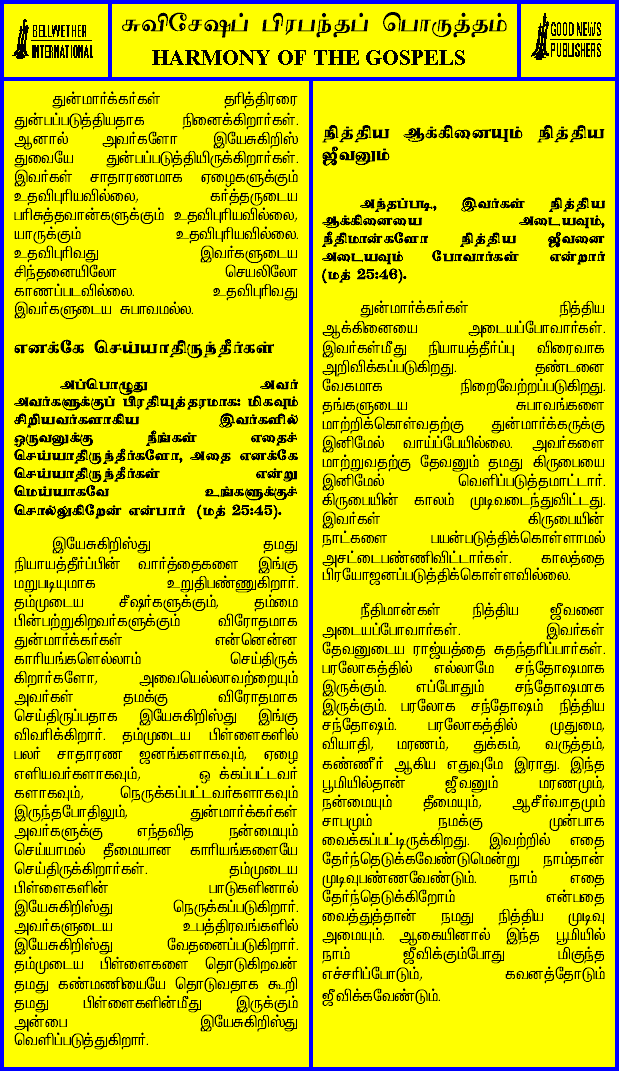 BELLWETHER
INTERNATIONAL
சுவிசேஷப் பிரபந்தப் பொருத்தம்
HARMONY OF THE GOSPELS
GOOD NEWS
PUBLISHERS
துன்மார்க்கர்கள் தரித்திரரை
துன்பப்படுத்தியதாக நினைக்கிறார்கள்.
ஆனால் அவர்களோ இயேசுகிறிஸ்
துவையே துன்பப்படுத்தியிருக்கிறார்கள்.
இவர்கள் சாதாரணமாக ஏழைகளுக்கும்
உதவிபுரியவில்லை, கர்த்தருடைய
பரிசுத்தவான்களுக்கும் உதவிபுரியவில்லை,
யாருக்கும் உதவிபுரியவில்லை.
உதவிபுரிவது இவர்களுடைய
சிந்தனையிலோ செயலிலோ
காணப்படவில்லை. உதவிபுரிவது
இவர்களுடைய சுபாவமல்ல.
எனக்கே செய்யாதிருந்தீர்கள்
அப்பொழுது அவர்
அவர்களுக்குப் பிரதியுத்தரமாக: மிகவும்
சிறியவர்களாகிய இவர்களில்
ஒருவனுக்கு நீங்கள் எதைச்
செய்யாதிருந்தீர்களோ, அதை எனக்கே
செய்யாதிருந்தீர்கள் என்று
மெய்யாகவே உங்களுக்குச்
சொல்லுகிறேன் என்பார் (மத் 25:45).
இயேசுகிறிஸ்து தமது
நியாயத்தீர்ப்பின் வார்த்தைகளை இங்கு
மறுபடியுமாக உறுதிபண்ணுகிறார்.
தம்முடைய சீஷர்களுக்கும், தம்மை
பின்பற்றுகிறவர்களுக்கும் விரோதமாக
துன்மார்க்கர்கள் என்னென்ன
காரியங்களெல்லாம் செய்திருக்
கிறார்களோ, அவையெல்லாவற்றையும்
அவர்கள் தமக்கு விரோதமாக
செய்திருப்பதாக இயேசுகிறிஸ்து இங்கு
விவரிக்கிறார். தம்முடைய பிள்ளைகளில்
பலர் சாதாரண ஜனங்களாகவும், ஏழை
எளியவர்களாகவும், ஒ க்கப்பட்டவர்
களாகவும், நெருக்கப்பட்டவர்களாகவும்
இருந்தபோதிலும், துன்மார்க்கர்கள்
அவர்களுக்கு எந்தவித நன்மையும்
செய்யாமல் தீமையான காரியங்களையே
செய்திருக்கிறார்கள். தம்முடைய
பிள்ளைகளின் பாடுகளினால்
இயேசுகிறிஸ்து நெருக்கப்படுகிறார்.
அவர்களுடைய உபத்திரவங்களில்
இயேசுகிறிஸ்து வேதனைப்படுகிறார்.
தம்முடைய பிள்ளைகளை தொடுகிறவன்
தமது கண்மணியையே தொடுவதாக கூறி
தமது பிள்ளைகளின்மீது இருக்கும்
அன்பை இயேசுகிறிஸ்து
வெளிப்படுத்துகிறார்.
நித்திய ஆக்கினையும் நித்திய
ஜீவனும்
அந்தப்படி, இவர்கள் நித்திய
ஆக்கினையை அடையவும்,
நீதிமான்களோ நித்திய ஜீவனை
அடையவும் போவார்கள் என்றார்
(மத் 25:46).
துன்மார்க்கர்கள் நித்திய
ஆக்கினையை அடையப்போவார்கள்.
இவர்கள்மீது நியாயத்தீர்ப்பு விரைவாக
அறிவிக்கப்படுகிறது. தண்டனை
வேகமாக நிறைவேற்றப்படுகிறது.
தங்களுடைய சுபாவங்களை
மாற்றிக்கொள்வதற்கு துன்மார்க்கருக்கு
இனிமேல் வாய்ப்பேயில்லை. அவர்களை
மாற்றுவதற்கு தேவனும் தமது கிருபையை
இனிமேல் வெளிப்படுத்தமாட்டார்.
கிருபையின் காலம் முடிவடைந்துவிட்டது.
இவர்கள் கிருபையின்
நாட்களை பயன்படுத்திக்கொள்ளாமல்
அசட்டைபண்ணிவிட்டார்கள். காலத்தை
பிரயோஜனப்படுத்திக்கொள்ளவில்லை.
நீதிமான்கள் நித்திய ஜீவனை
அடையப்போவார்கள். இவர்கள்
தேவனுடைய ராஜ்யத்தை சுதந்தரிப்பார்கள்.
பரலோகத்தில் எல்லாமே சந்தோஷமாக
இருக்கும். எப்போதும் சந்தோஷமாக
இருக்கும். பரலோக சந்தோஷம் நித்திய
சந்தோஷம். பரலோகத்தில் முதுமை,
வியாதி, மரணம், துக்கம், வருத்தம்,
கண்ணீர் ஆகிய எதுவுமே இராது. இந்த
பூமியில்தான் ஜீவனும் மரணமும்,
நன்மையும் தீமையும், ஆசீர்வாதமும்
சாபமும் நமக்கு முன்பாக
வைக்கப்பட்டிருக்கிறது. இவற்றில் எதை
தேர்ந்தெடுக்கவேண்டுமென்று நாம்தான்
முடிவுபண்ணவேண்டும். நாம் எதை
தேர்ந்தெடுக்கிறோம் என்பதை
வைத்துத்தான் நமது நித்திய முடிவு
அமையும். ஆகையினால் இந்த பூமியில்
நாம் ஜீவிக்கும்போது மிகுந்த
எச்சரிப்போடும், கவனத்தோடும்
ஜீவிக்கவேண்டும்.